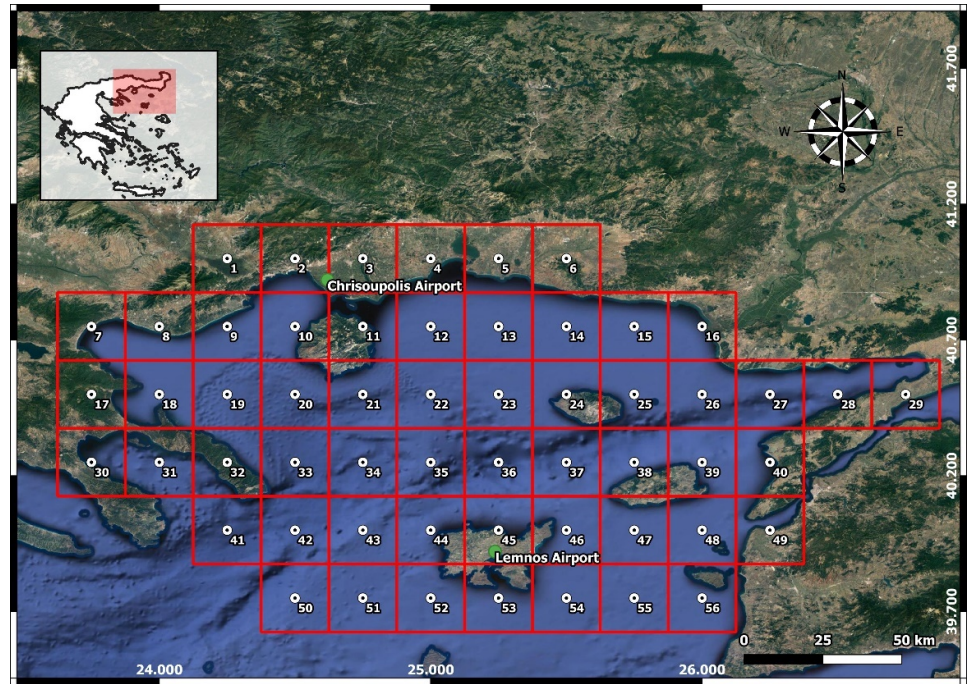 41.700
N
W E
S
41.200
1 2 3 4 5 6
Chrisoupolis Airport
7 8 9 10 11 12 13 14 15 16
40.700
17 18 19 20 21 22 23 24 25 26 27 28 29
30 31 32 33 34 35 36 37 38 39 40
40.200
41 42 43 44 45 46 47 48 49
Lemnos Airport
50 51 52 53 54 55 56
39.700
0 25 50 km
24.000 25.000 26.000